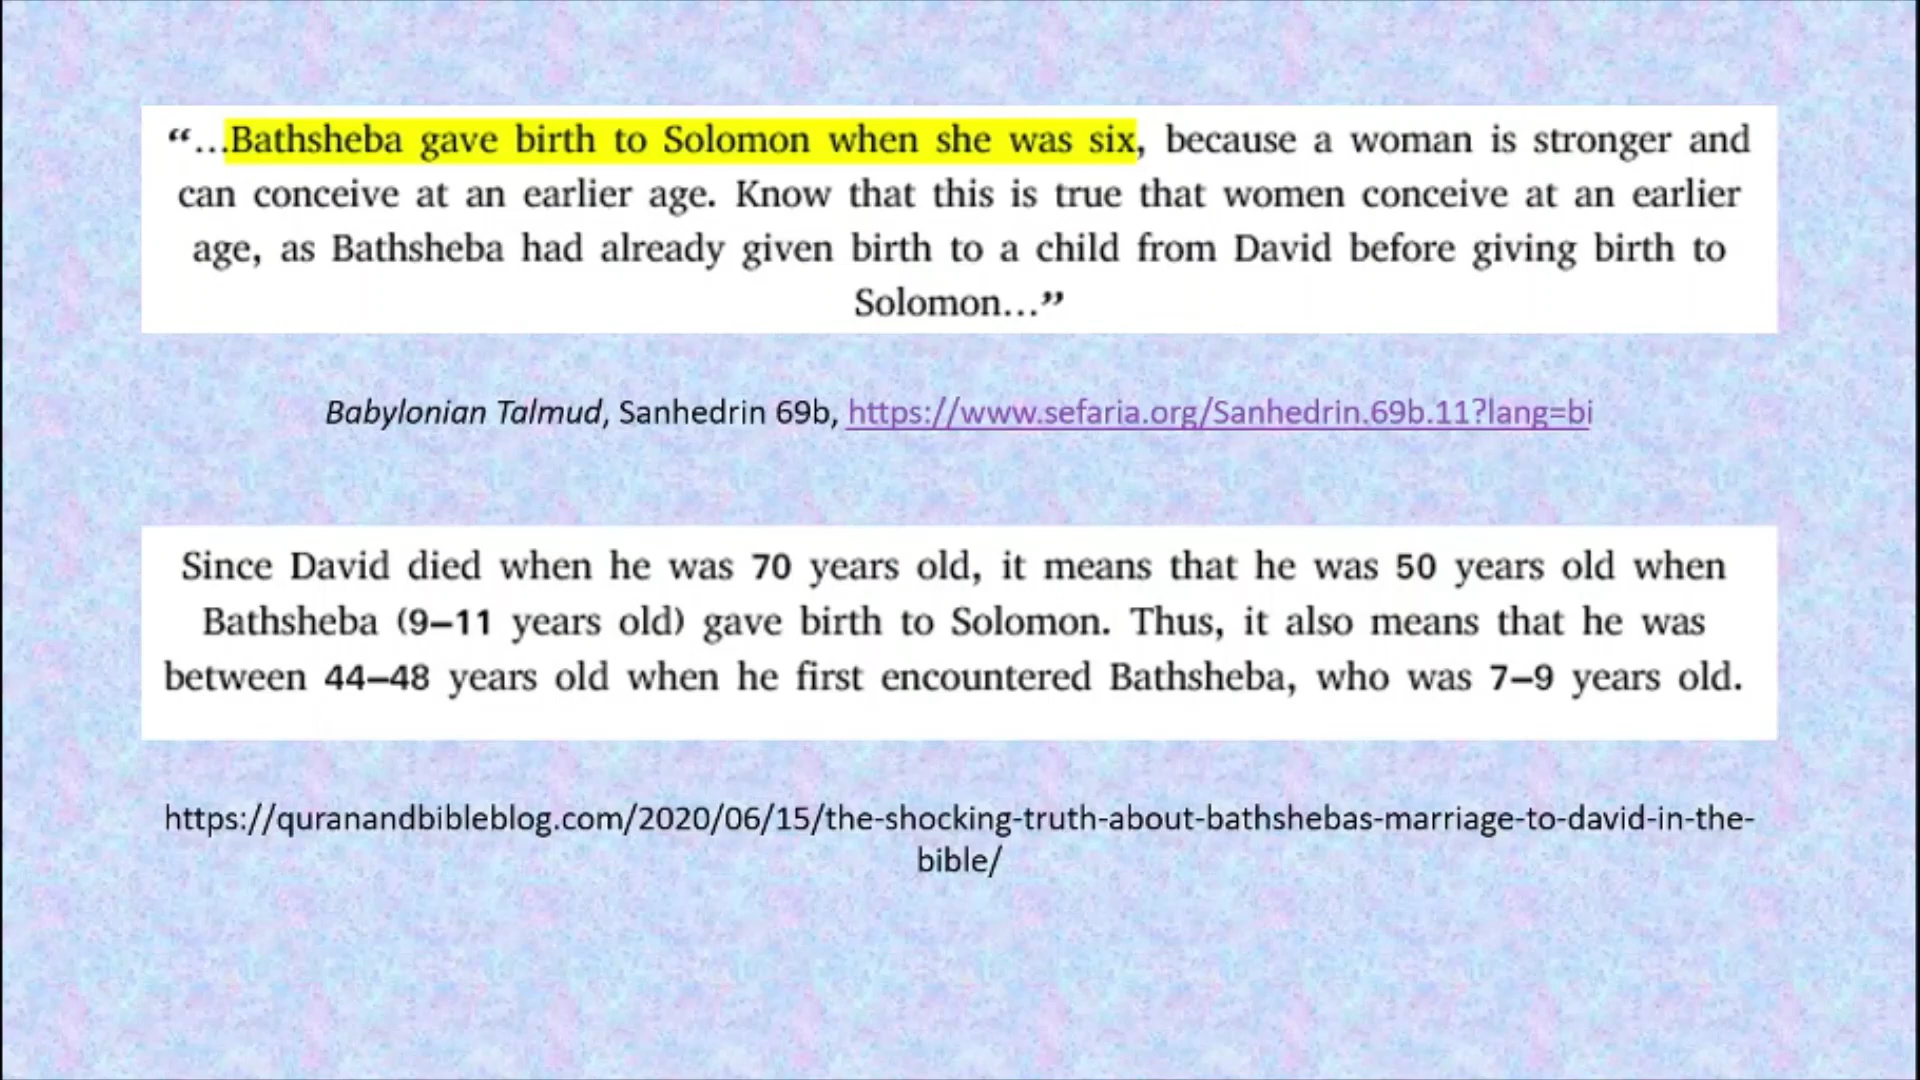 “…Bathsheba gave birth to Solomon when she was six, because a woman is stronger and
can conceive at an earlier age. Know that this is true that women conceive at an earlier
age, as Bathsheba had already given birth to a child from David before giving birth to
Solomon…”
Babylonian Talmud, Sanhedrin 69b, https://www.sefaria.org/Sanhedrin.69b.11?lang=bi
Since David died when he was 70 years old, it means that he was 50 years old when
Bathsheba (9–11 years old) gave birth to Solomon. Thus, it also means that he was
between 44–48 years old when he first encountered Bathsheba, who was 7–9 years old.
https://quranandbibleblog.com/2020/06/15/the-shocking-truth-about-bathshebas-marriage-to-david-in-the-
bible/